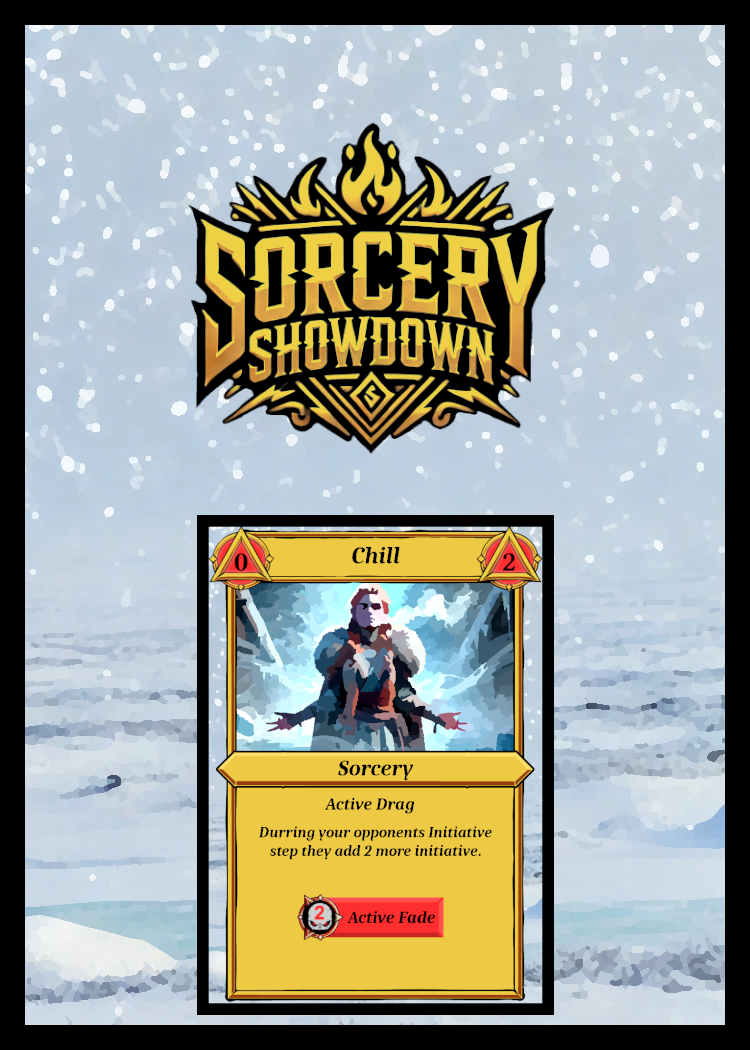 SORCERY
SHOWDOWN
S
0
Chill
2
Sorcery
Active Drag
Durring your opponents Initiative
step they add 2 more initiative.
2
Active Fade